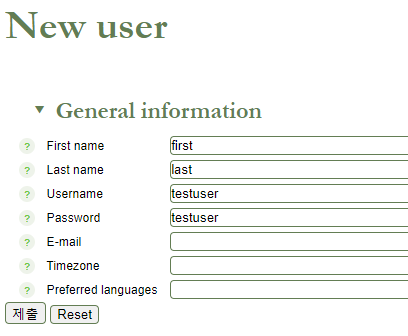 New user
▼ General information
? First name first
? Last name last
? Username testuser
? Password testuser
? E-mail
? Timezone
? Preferred languages
제출 Reset